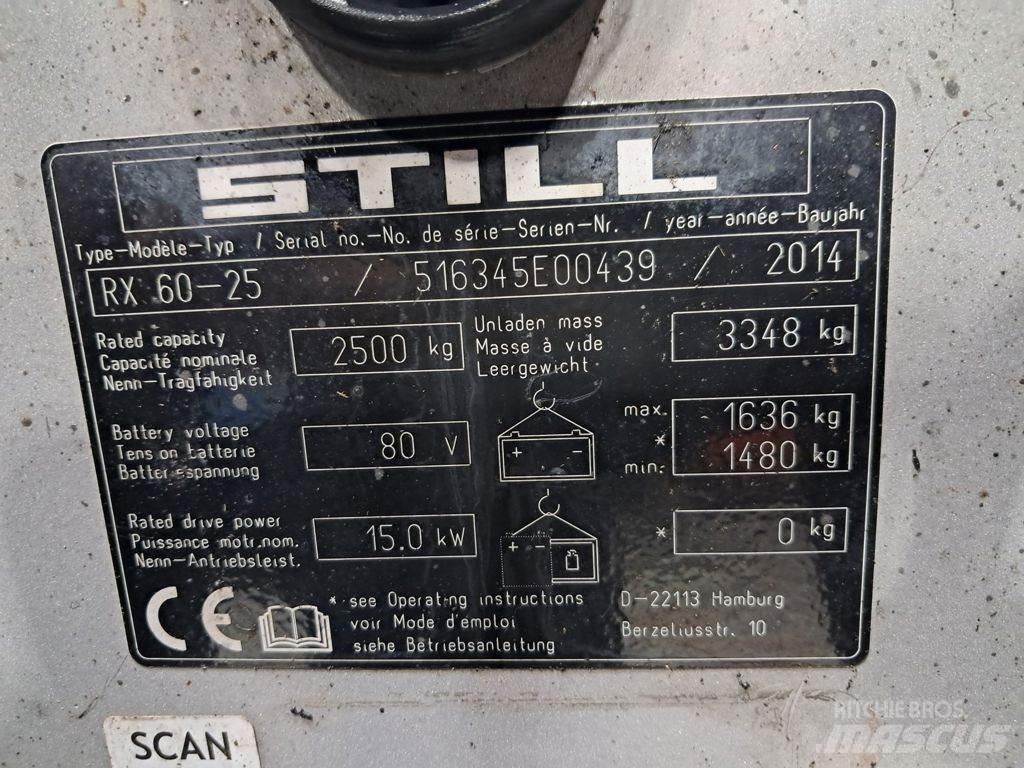 STILL
Type-Modèle-Typ / Serial no.-No. de série-Serien-Nr. / year-année-Baujahr
RX 60-25 / 516345E00439 / 2014
Rated capacity
Capacité nominale
Nenn-Tragfähigkeit
2500 kg
Unladen mass
Masse à vide
Leergewicht
3348 kg
Battery voltage
Tension batterie
Batteriespannung
80 V
+ -
max. 1636 kg
*
min. 1480 kg
Rated drive power
Puissance motr.nom.
Nenn-Antriebsleist.
15.0 kW
+ -
* 0 kg
CE
* see Operating instructions
voir Mode d'emploi
siehe Betriebsanleitung
D-22113 Hamburg
Berzeliusstr. 10
SCAN
RITCHIE BROS.
MASCUS